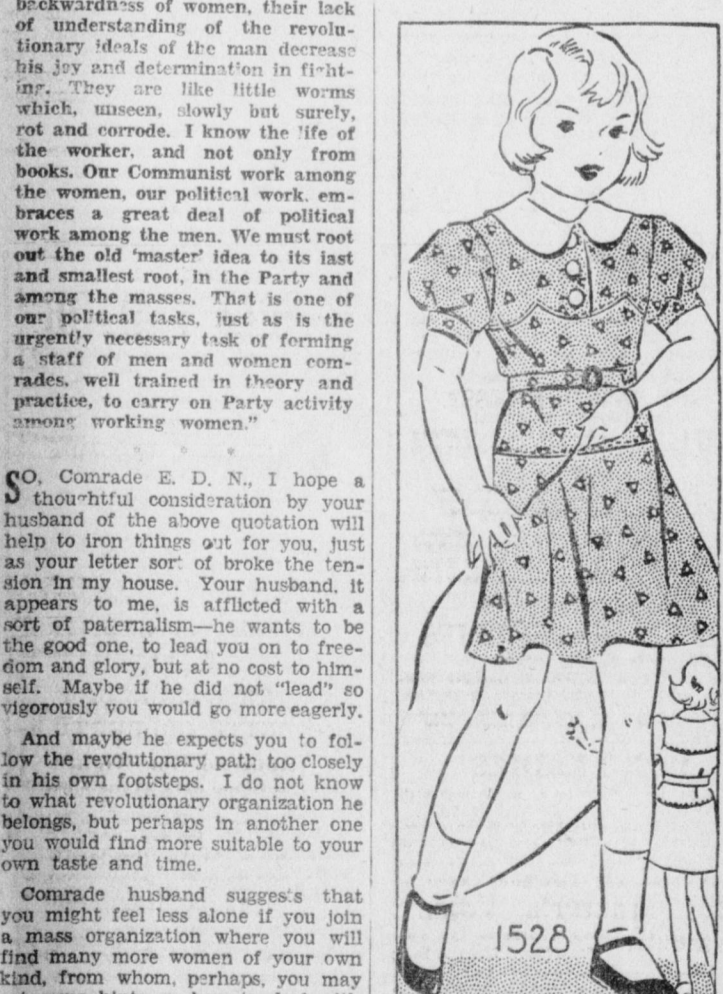 backwardness of women, their lack
of understanding of the revolu-
tionary ideals of the man decrease
his joy and determination in fight-
ing. They are like little worms
which, unseen, slowly but surely,
rot and corrode. I know the life of
the worker, and not only from
books. Our Communist work among
the women, our political work, em-
braces a great deal of political
work among the men. We must root
out the old 'master' idea to its last
and smallest root, in the Party and
among the masses. That is one of
our political tasks, just as is the
urgently necessary task of forming
a staff of men and women com-
rades, well trained in theory and
practice, to carry on Party activity
among working women."
SO, Comrade E. D. N., I hope a
thoughtful consideration by your
husband of the above quotation will
help to iron things out for you, just
as your letter sort of broke the ten-
sion in my house. Your husband, it
appears to me, is afflicted with a
sort of paternalism—he wants to be
the good one, to lead you on to free-
dom and glory, but at no cost to him-
self. Maybe if he did not "lead" so
vigorously you would go more eagerly.
And maybe he expects you to fol-
low the revolutionary path too closely
in his own footsteps. I do not know
to what revolutionary organization he
belongs, but perhaps in another one
you would find more suitable to your
own taste and time.
Comrade husband suggests that
you might feel less alone if you join
a mass organization where you will
find many more women of your own
kind, from whom, perhaps, you may
1528